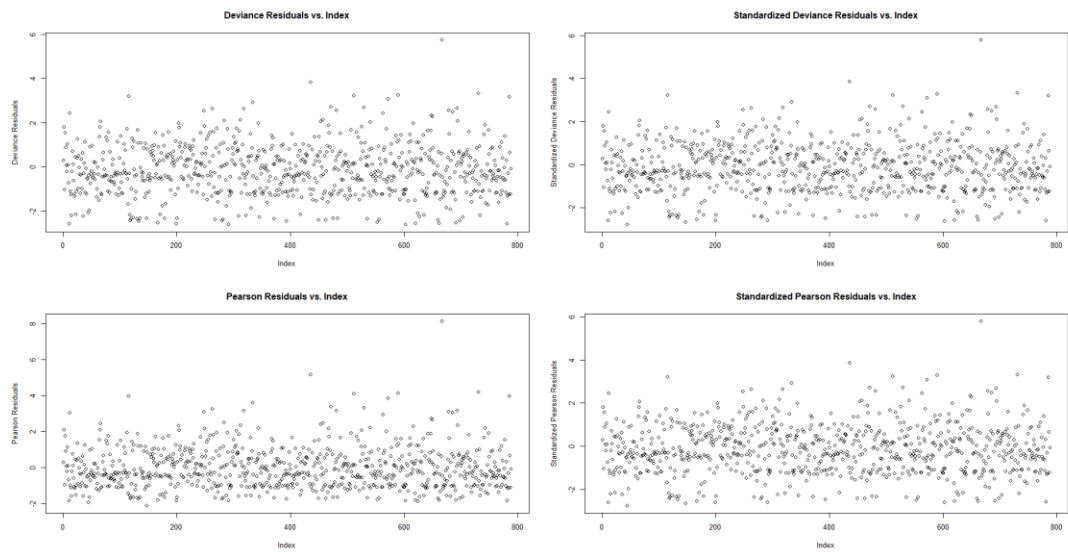 Deviance Residuals vs. Index
Deviance Residuals
6
4
2
0
-2
0 200 400 600 800
Index
Standardized Deviance Residuals vs. Index
Standardized Deviance Residuals
6
4
2
0
-2
0 200 400 600 800
Index
Pearson Residuals vs. Index
Pearson Residuals
8
6
4
2
0
-2
0 200 400 600 800
Index
Standardized Pearson Residuals vs. Index
Standardized Pearson Residuals
6
4
2
0
-2
0 200 400 600 800
Index